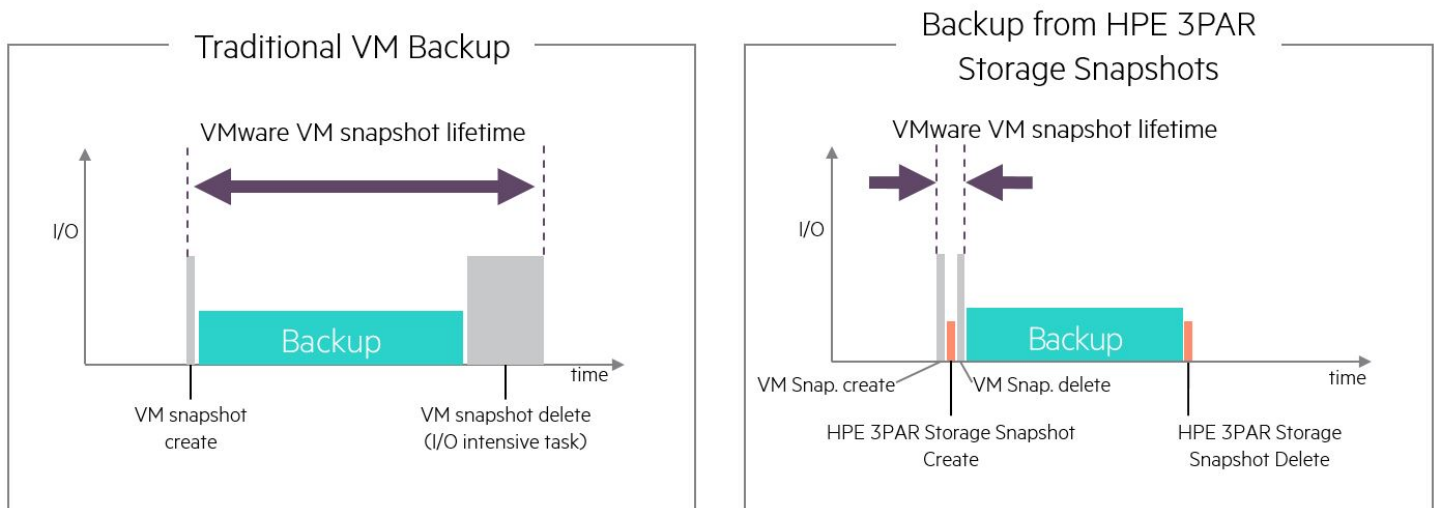 Traditional VM Backup
VMware VM snapshot lifetime
I/O
Backup
time
VM snapshot
create
VM snapshot delete
(I/O intensive task)
Backup from HPE 3PAR
Storage Snapshots
VMware VM snapshot lifetime
I/O
Backup
time
VM Snap. create
VM Snap. delete
HPE 3PAR Storage Snapshot
Create
HPE 3PAR Storage
Snapshot Delete